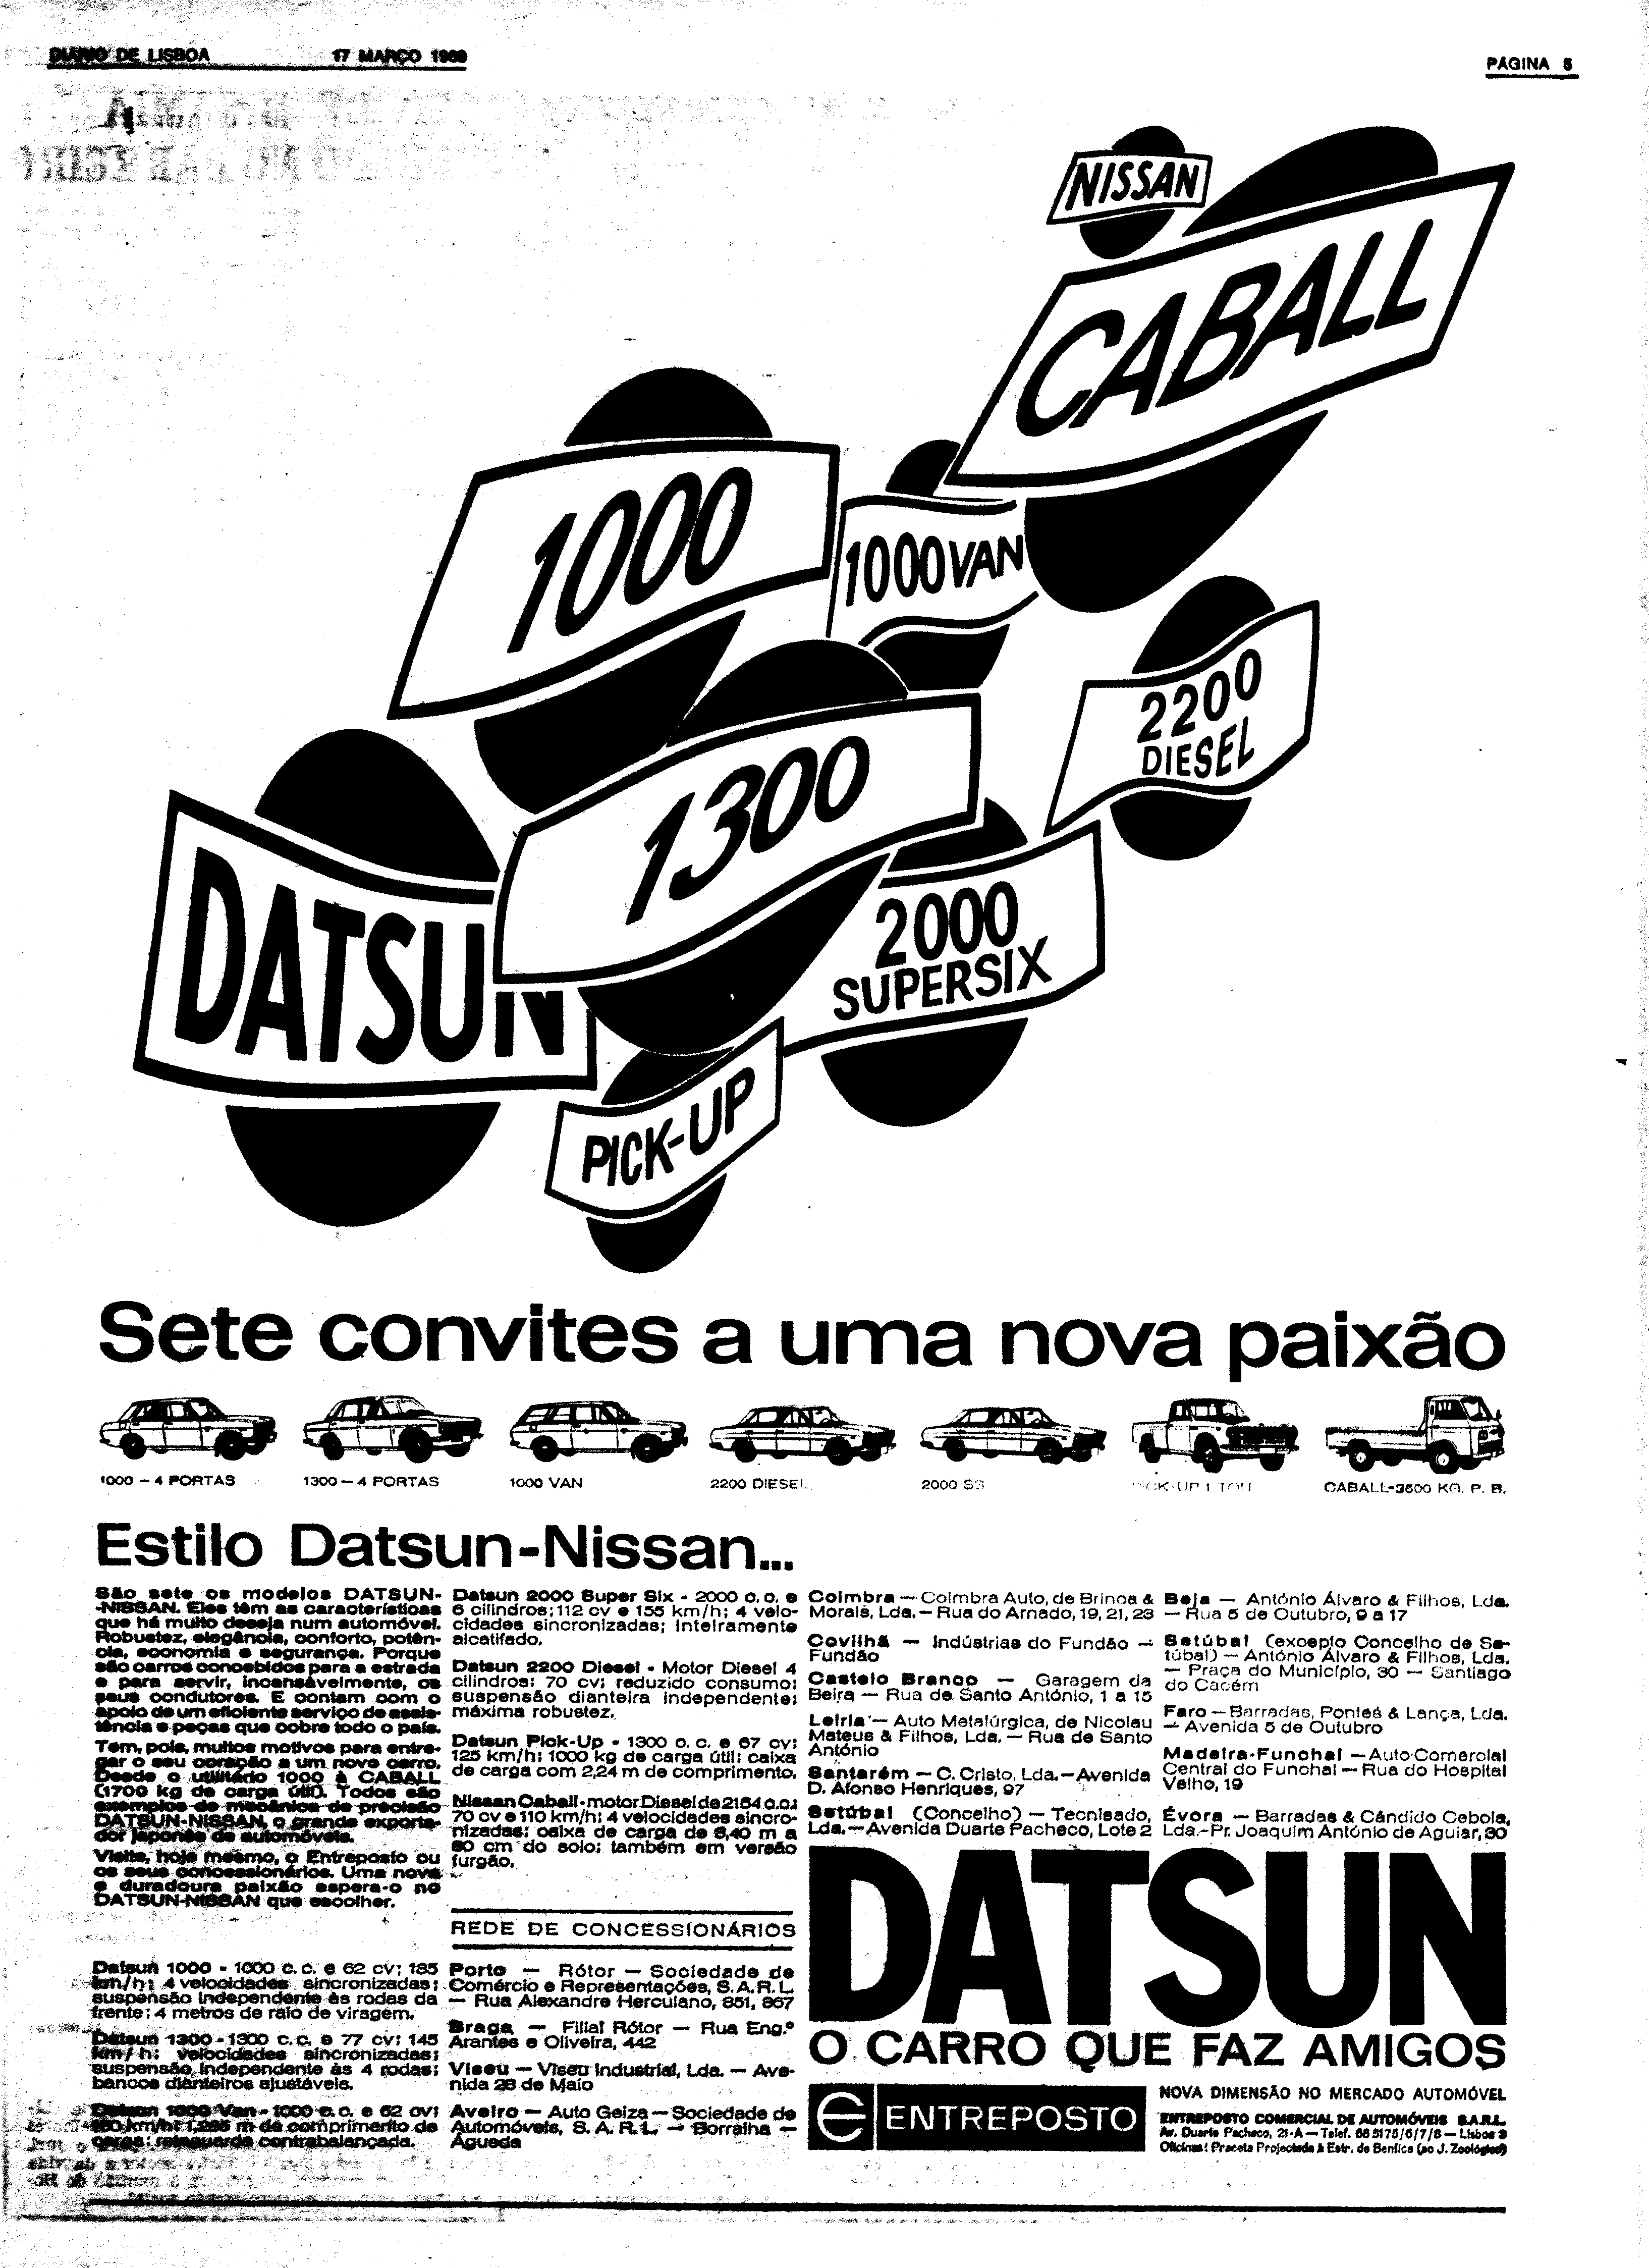 DIÁRIO DE LISBOA 17 MARÇO 1969
PÁGINA 5
NISSAN
CABALL
1000
1000 VAN
2200
DIESEL
1300
DATSUN
2000
SUPERSIX
PICK-UP
Sete convites a uma nova paixão
1000 – 4 PORTAS
1300 – 4 PORTAS
1000 VAN
2200 DIESEL
2000 SS
PICK-UP 1 TON
CABALL-3500 KG. P. B.
Estilo Datsun-Nissan...
São sete os modelos DATSUN-
-NISSAN. Eles têm as características
que há muito deseja num automóvel.
Robustez, elegância, conforto, potên-
cia, economia e segurança. Porque
são carros concebidos para a estrada
e para servir, incansàvelmente, os
seus condutores. E contam com o
apoio de um eficiente serviço de assis-
tência e peças que cobre todo o país.
Tem, pois, muitos motivos para entre-
gar o seu coração a um novo carro.
Desde o utilitário 1000 à CABALL
(1700 kg de carga útil). Todos são
exemplos de mecânica de precisão
DATSUN-NISSAN, o grande exporta-
dor japonês de automóveis.
Visite, hoje mesmo, o Entreposto ou
os seus concessionários. Uma nova
e duradoura paixão espera-o no
DATSUN-NISSAN que escolher.
Datsun 1000 - 1000 c. c. e 62 cv; 135
km/h; 4 velocidades sincronizadas;
suspensão independente às rodas da
frente; 4 metros de raio de viragem.
Datsun 1300 - 1300 c. c. e 77 cv; 145
km/h; velocidades sincronizadas;
suspensão independente às 4 rodas;
bancos dianteiros ajustáveis.
Datsun 1000 Van - 1000 c. c. e 62 cv;
km/h; 1,285 m de comprimento de
carga; retaguarda contrabalançada.
Datsun 2000 Super Six - 2000 c. c. e
6 cilindros; 112 cv e 155 km/h; 4 velo-
cidades sincronizadas; inteiramente
alcatifado.
Datsun 2200 Diesel - Motor Diesel 4
cilindros; 70 cv; reduzido consumo;
suspensão dianteira independente;
máxima robustez.
Datsun Pick-Up - 1300 c. c. e 67 cv;
125 km/h; 1000 kg de carga útil; caixa
de carga com 2,24 m de comprimento.
Nissan Caball - motor Diesel de 2164 c.c.;
70 cv e 110 km/h; 4 velocidades sincro-
nizadas; caixa de carga de m a
80 cm do solo; também em versão
furgão.
REDE DE CONCESSIONÁRIOS
Porto — Rótor — Sociedade de
Comércio e Representações, S. A. R. L.
— Rua Alexandre Herculano, 851, 867
Braga — Filial Rótor — Rua Eng.º
Arantes e Oliveira, 442
Viseu — Viseu Industrial, Lda. — Ave-
nida 28 de Maio
Aveiro — Auto Geiza — Sociedade de
Automóveis, S. A. R. L. — Borralha —
Águeda
Coimbra — Coimbra Auto, de Brinca &
Morais, Lda. — Rua do Arnado, 19, 21, 23
Covilhã — Indústrias do Fundão —
Fundão
Castelo Branco — Garagem da
Beira — Rua de Santo António, 1 a 15
Leiria — Auto Metalúrgica, de Nicolau
Mateus & Filhos, Lda. — Rua de Santo
António
Santarém — C. Cristo, Lda. — Avenida
D. Afonso Henriques, 97
Setúbal (Concelho) — Tecnisado,
Lda. — Avenida Duarte Pacheco, Lote 2
Beja — António Álvaro & Filhos, Lda.
— Rua 5 de Outubro, 9 a 17
Setúbal (excepto Concelho de Se-
túbal) — António Álvaro & Filhos, Lda.
— Praça do Município, 30 — Santiago
do Cacém
Faro — Barradas, Pontes & Lança, Lda.
— Avenida 5 de Outubro
Madeira-Funchal — Auto Comercial
Central do Funchal — Rua do Hospital
Velho, 19
Évora — Barradas & Cândido Cebola,
Lda. - Pr. Joaquim António de Aguiar, 30
DATSUN
O CARRO QUE FAZ AMIGOS
e ENTREPOSTO
NOVA DIMENSÃO NO MERCADO AUTOMÓVEL
ENTREPOSTO COMERCIAL DE AUTOMÓVEIS S.A.R.L.
Av. Duarte Pacheco, 21-A — Telef. 68 5175/6/7/8 — Lisboa 3
Oficinas: Praceta Projectada à Estr. de Benfica (ao J. Zoológico)